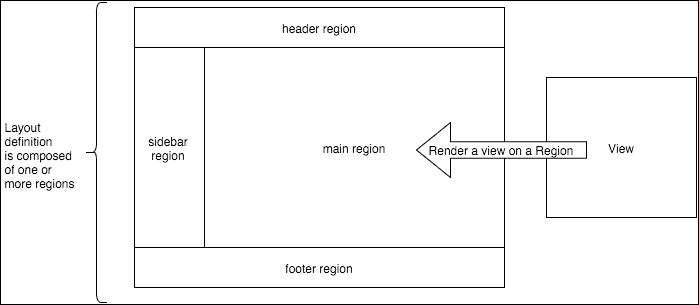 header region
Layout
definition
is composed
of one or
more regions
sidebar
region
main region
Render a view on a Region
View
footer region